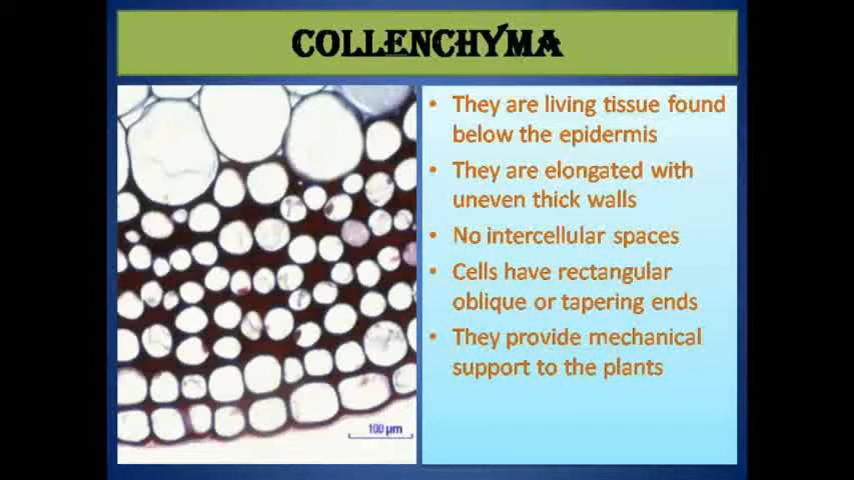 COLLENCHYMA
• They are living tissue found
below the epidermis
• They are elongated with
uneven thick walls
• No intercellular spaces
• Cells have rectangular
oblique or tapering ends
• They provide mechanical
support to the plants
100 µm